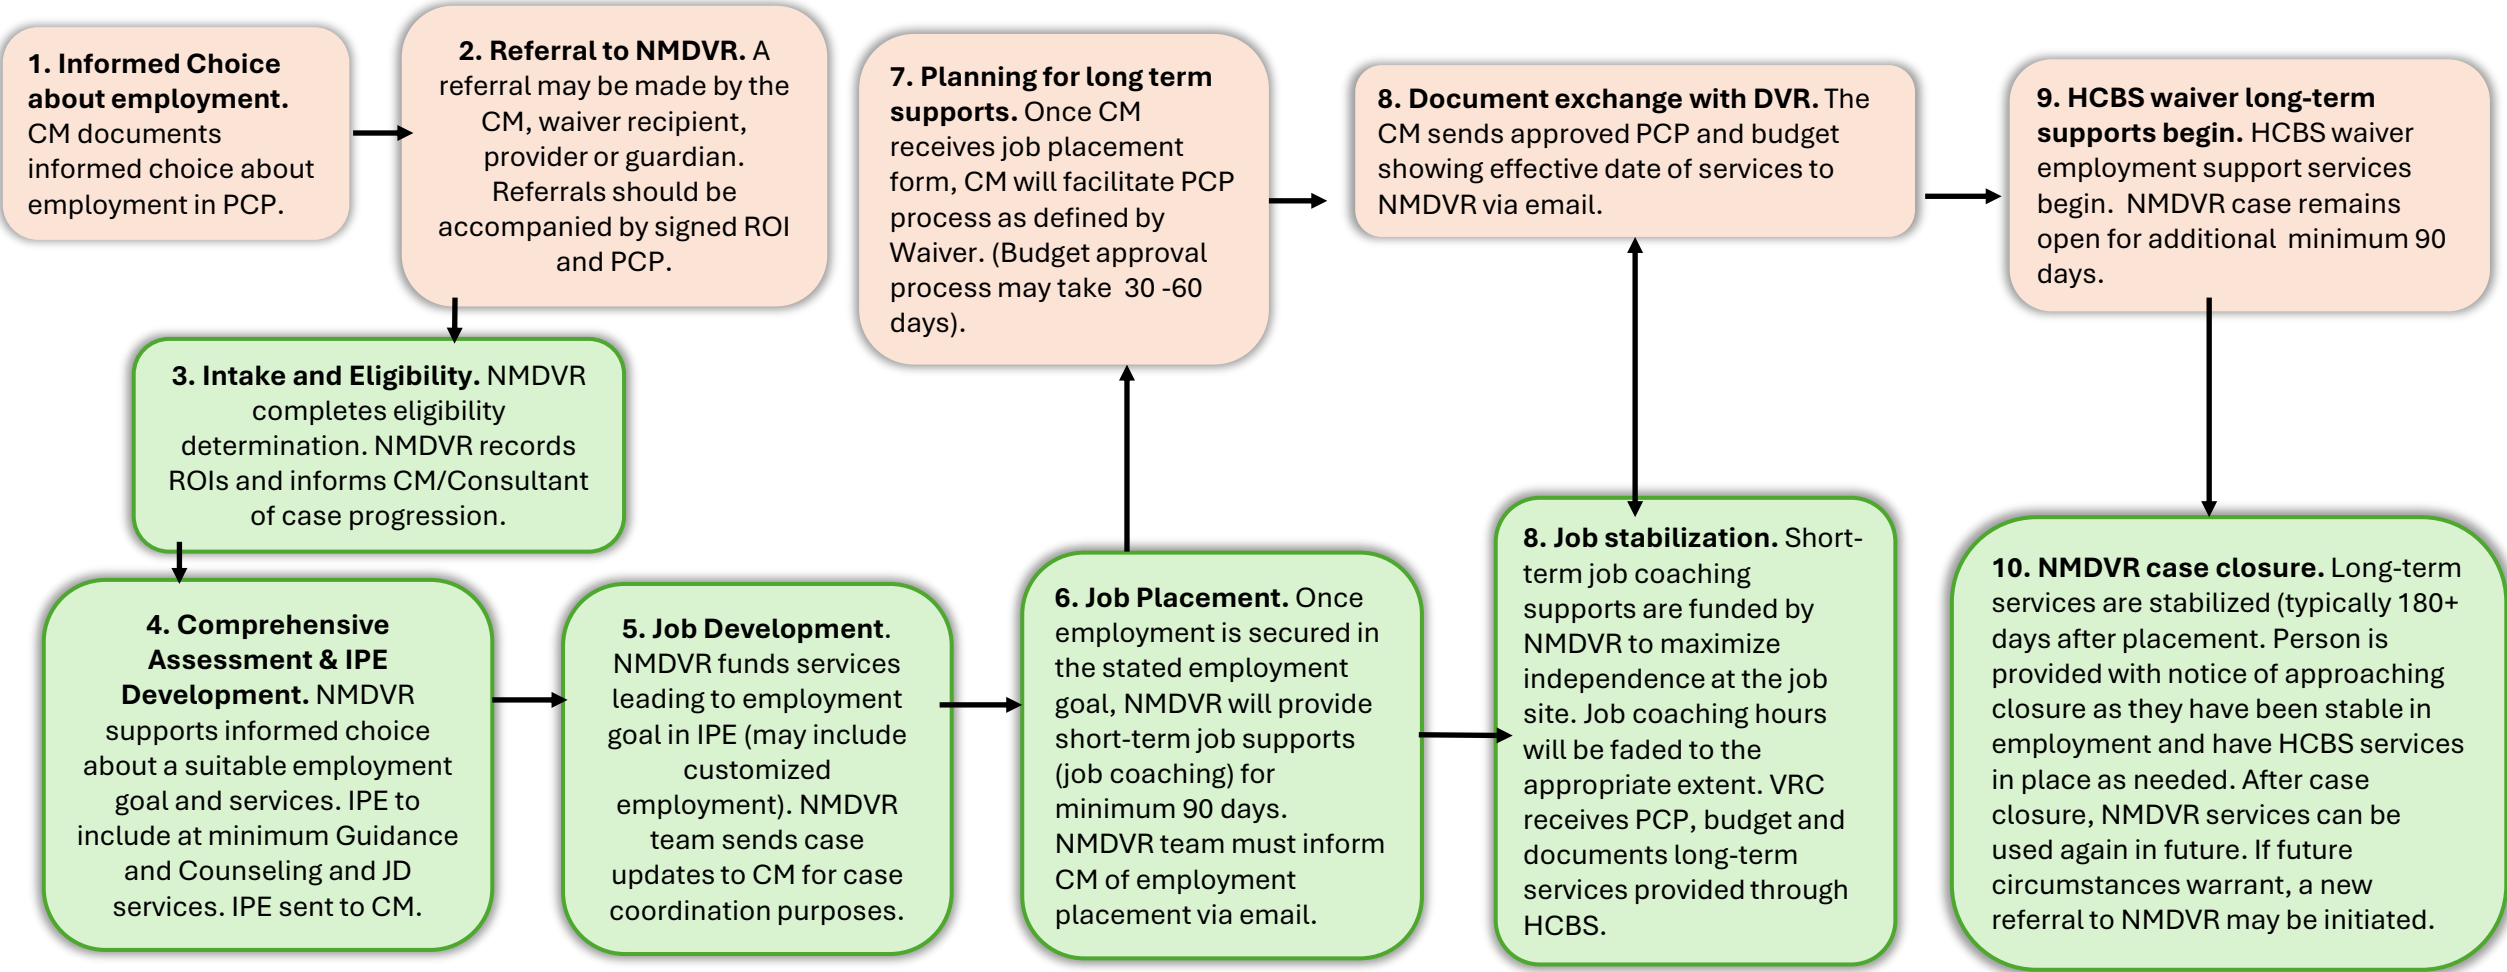 1. Informed Choice
about employment.
CM documents
informed choice about
employment in PCP.
2. Referral to NMDVR. A
referral may be made by the
CM, waiver recipient,
provider or guardian.
Referrals should be
accompanied by signed ROI
and PCP.
3. Intake and Eligibility. NMDVR
completes eligibility
determination. NMDVR records
ROIs and informs CM/Consultant
of case progression.
4. Comprehensive
Assessment & IPE
Development. NMDVR
supports informed choice
about a suitable employment
goal and services. IPE to
include at minimum Guidance
and Counseling and JD
services. IPE sent to CM.
5. Job Development.
NMDVR funds services
leading to employment
goal in IPE (may include
customized
employment). NMDVR
team sends case
updates to CM for case
coordination purposes.
6. Job Placement. Once
employment is secured in
the stated employment
goal, NMDVR will provide
short-term job supports
(job coaching) for
minimum 90 days.
NMDVR team must inform
CM of employment
placement via email.
7. Planning for long term
supports. Once CM
receives job placement
form, CM will facilitate PCP
process as defined by
Waiver. (Budget approval
process may take 30 -60
days).
8. Document exchange with DVR. The
CM sends approved PCP and budget
showing effective date of services to
NMDVR via email.
8. Job stabilization. Short-
term job coaching
supports are funded by
NMDVR to maximize
independence at the job
site. Job coaching hours
will be faded to the
appropriate extent. VRC
receives PCP, budget and
documents long-term
services provided through
HCBS.
9. HCBS waiver long-term
supports begin. HCBS waiver
employment support services
begin. NMDVR case remains
open for additional minimum 90
days.
10. NMDVR case closure. Long-term
services are stabilized (typically 180+
days after placement. Person is
provided with notice of approaching
closure as they have been stable in
employment and have HCBS services
in place as needed. After case
closure, NMDVR services can be
used again in future. If future
circumstances warrant, a new
referral to NMDVR may be initiated.